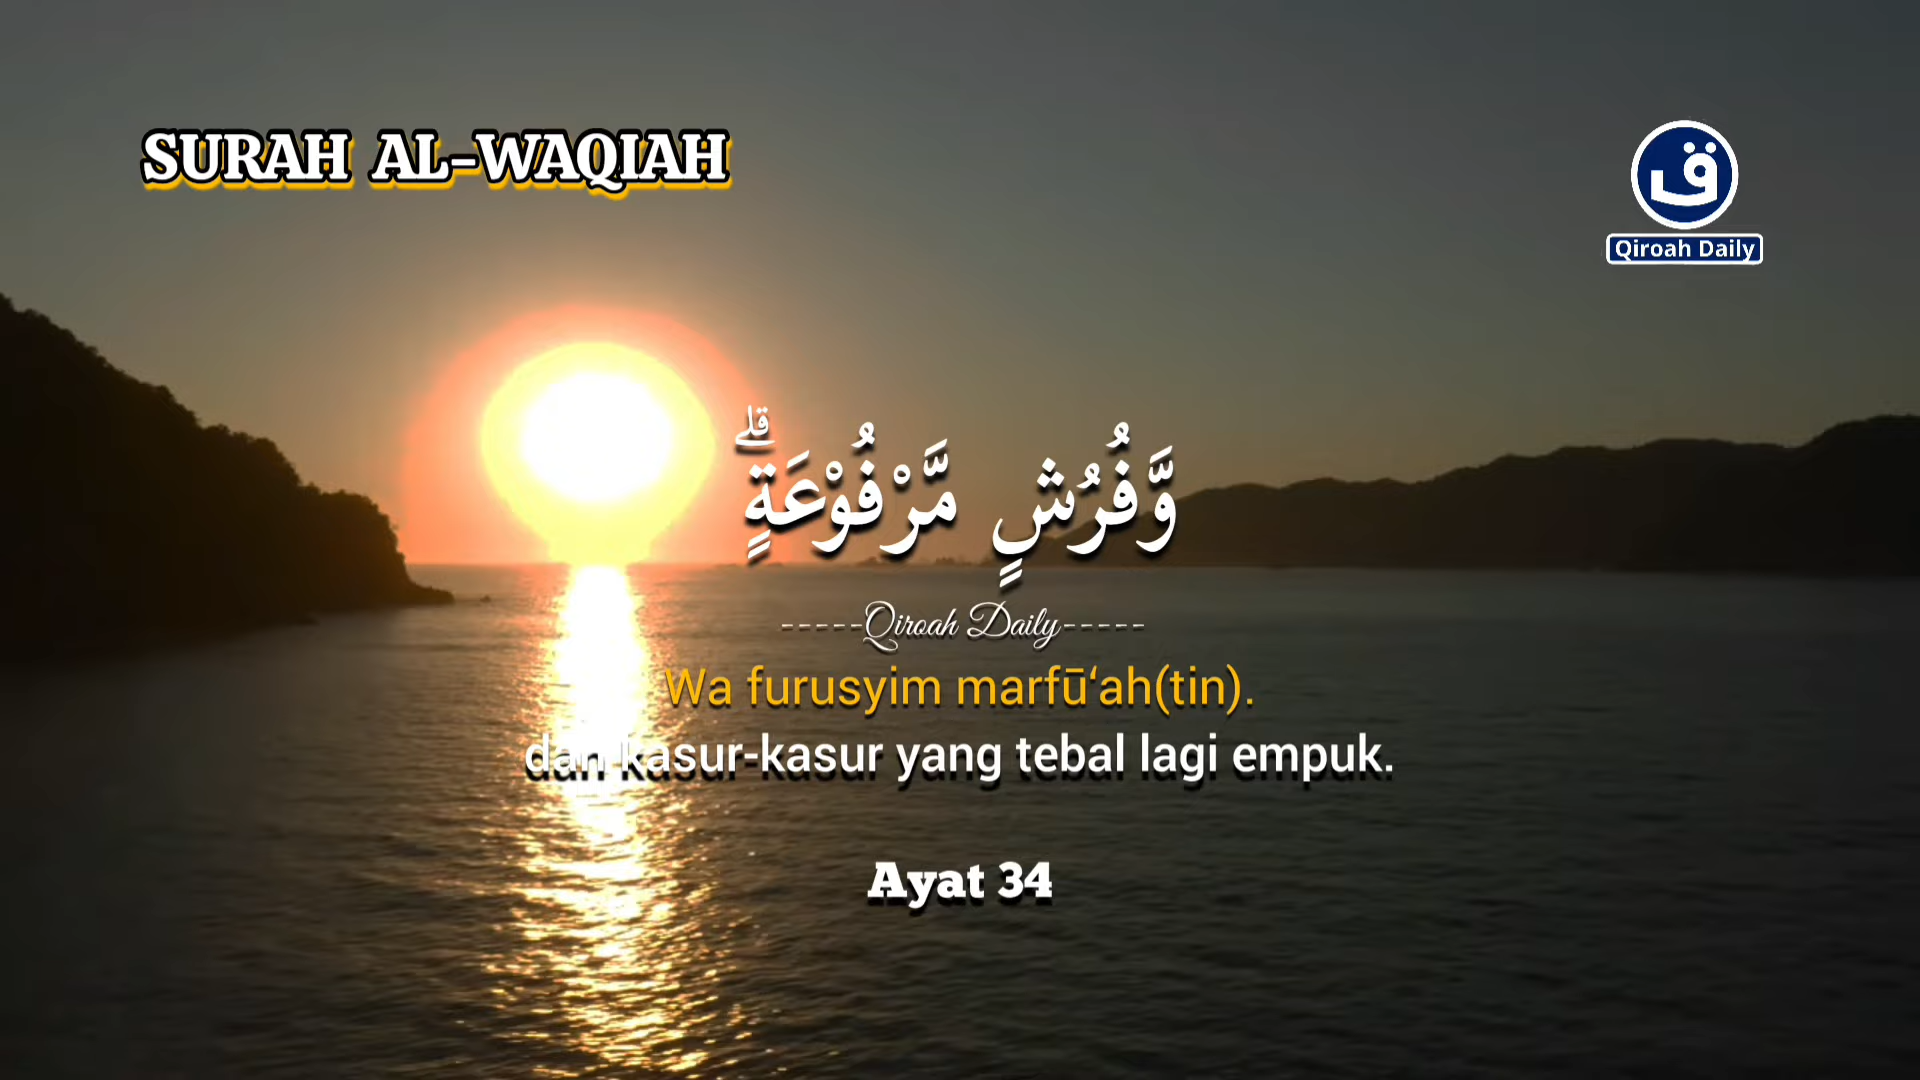 SURAH AL-WAQIAH
ق
Qiroah Daily
وَّفُرُشٍ مَّرْفُوْعَةٍۗ
-----Qiroah Daily-----
Wa furusyim marfū‘ah(tin).
dan kasur-kasur yang tebal lagi empuk.
Ayat 34